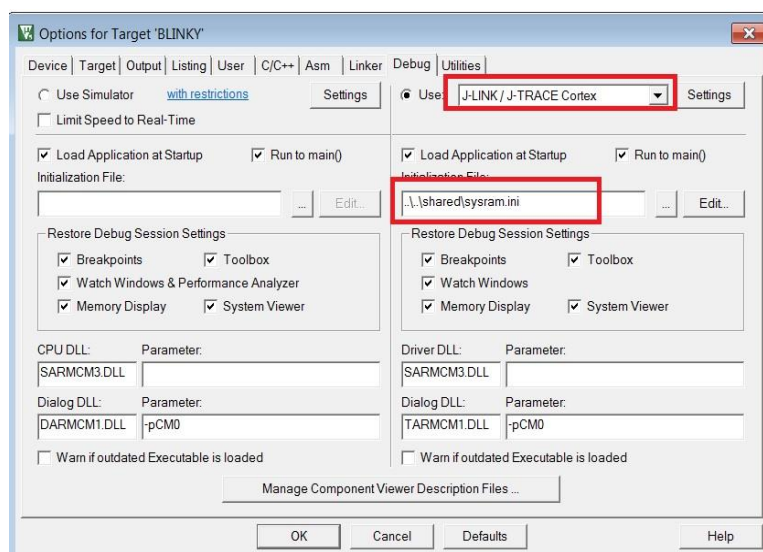 Options for Target 'BLINKY'
Device Target Output Listing User C/C++ Asm Linker Debug Utilities
Use Simulator with restrictions Settings Use: J-LINK / J-TRACE Cortex Settings
Limit Speed to Real-Time
Load Application at Startup Run to main() Load Application at Startup Run to main()
Initialization File: Initialization File:
... Edit... ..\..\shared\sysram.ini ... Edit...
Restore Debug Session Settings Restore Debug Session Settings
Breakpoints Toolbox Breakpoints Toolbox
Watch Windows & Performance Analyzer Watch Windows
Memory Display System Viewer Memory Display System Viewer
CPU DLL: Parameter: Driver DLL: Parameter:
SARMCM3.DLL SARMCM3.DLL
Dialog DLL: Parameter: Dialog DLL: Parameter:
DARMCM1.DLL -pCM0 TARMCM1.DLL -pCM0
Warn if outdated Executable is loaded Warn if outdated Executable is loaded
Manage Component Viewer Description Files ...
OK Cancel Defaults Help